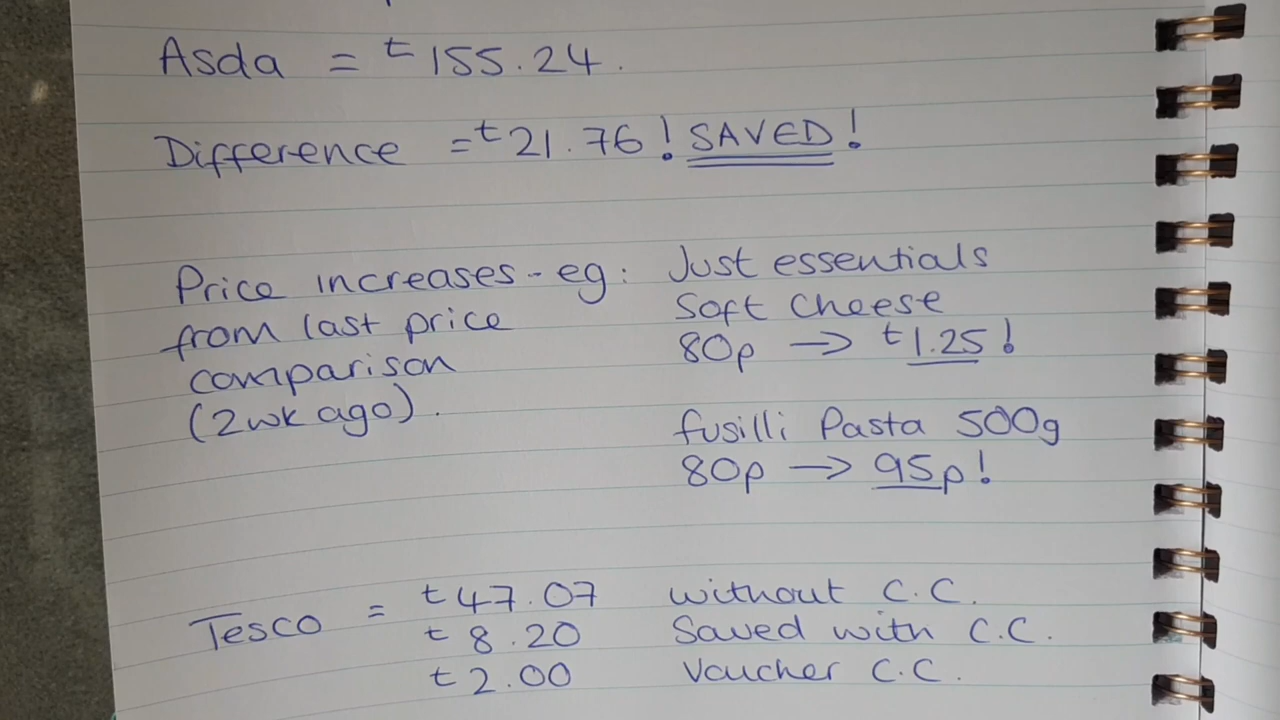 Asda = £155.24.
Difference = £21.76! SAVED!
Price increases - eg: Just essentials
from last price Soft Cheese
comparison 80p → £1.25!
(2wk ago).
fusilli Pasta 500g
80p → 95p!
Tesco = £47.07 without C.C.
£8.20 Saved with C.C.
£2.00 Voucher C.C.